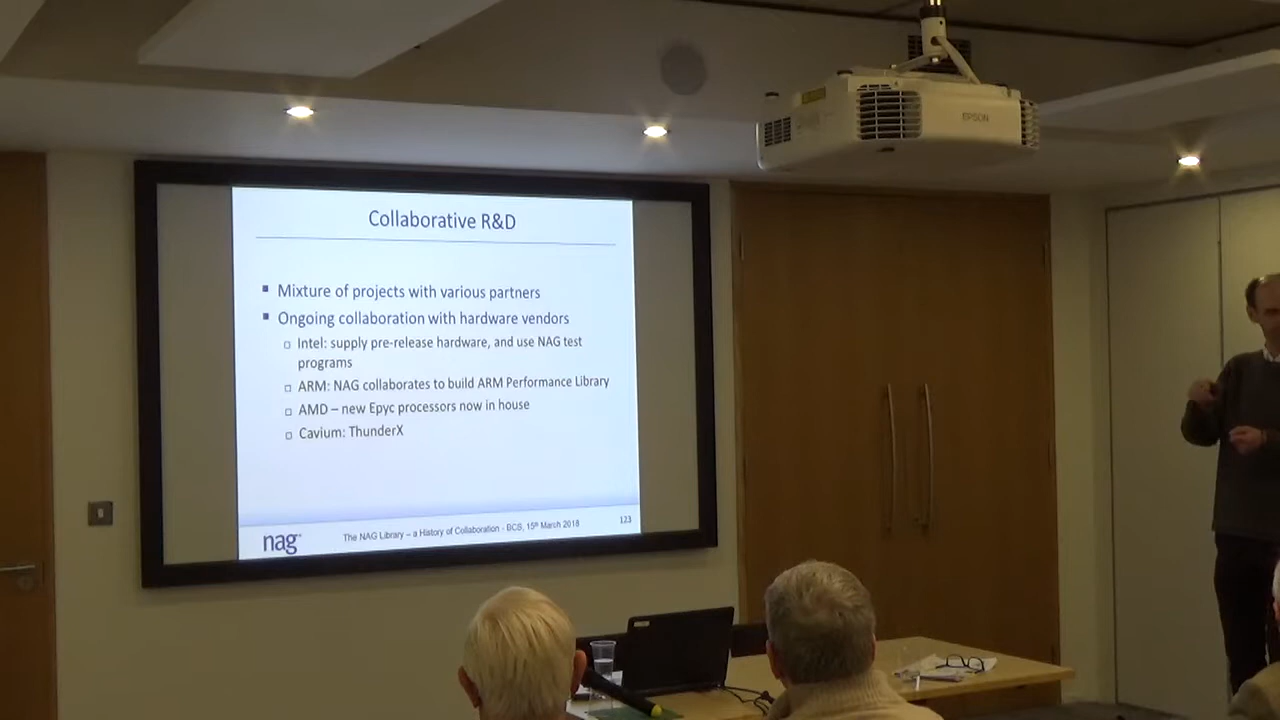 EPSON
Collaborative R&D
▪ Mixture of projects with various partners
▪ Ongoing collaboration with hardware vendors
▫ Intel: supply pre-release hardware, and use NAG test
programs
▫ ARM: NAG collaborates to build ARM Performance Library
▫ AMD – new Epyc processors now in house
▫ Cavium: ThunderX
nag
The NAG Library – a History of Collaboration - BCS, 15th March 2018
123